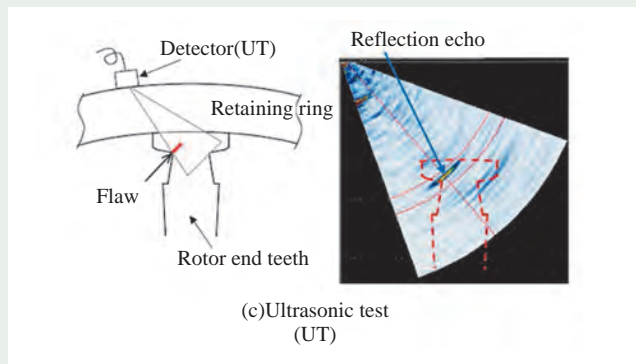 Detector(UT)
Retaining ring
Flaw
Rotor end teeth
Reflection echo
(c)Ultrasonic test
(UT)